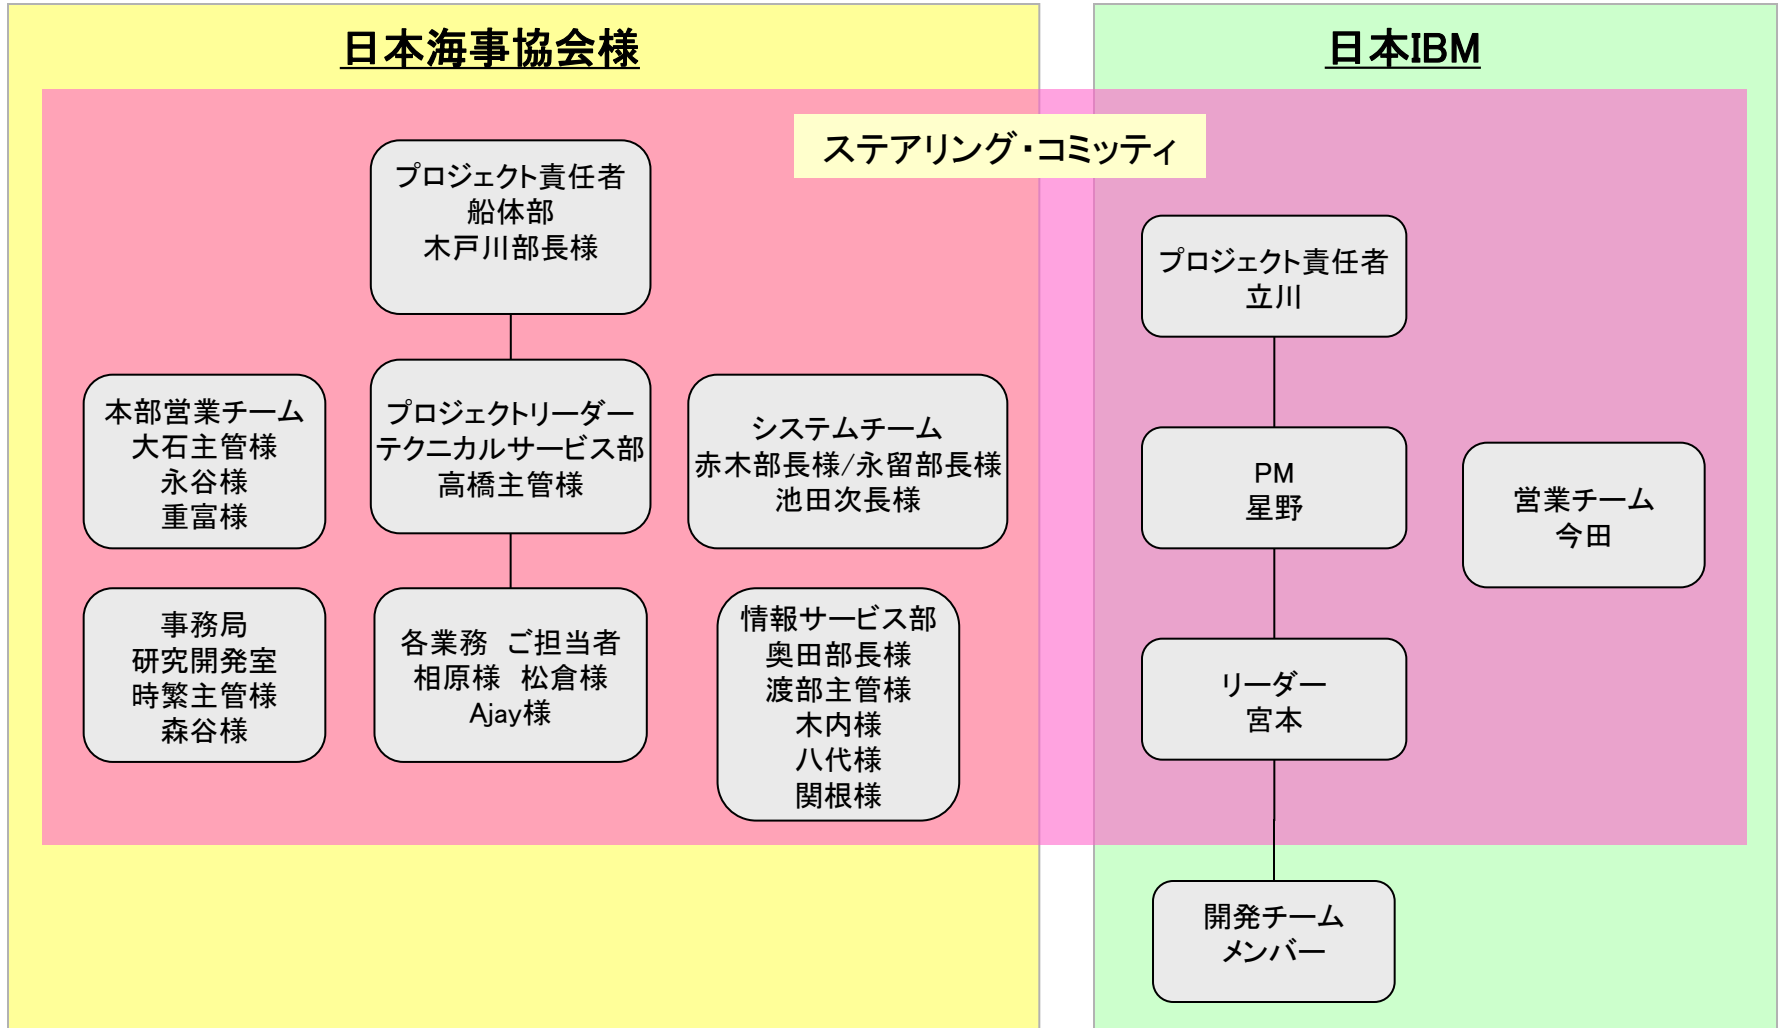 日本海事協会様
日本IBM
ステアリング・コミッティ
プロジェクト責任者
船体部
木戸川部長様
本部営業チーム
大石主管様
永谷様
重富様
プロジェクトリーダー
テクニカルサービス部
高橋主管様
システムチーム
赤木部長様/永留部長様
池田次長様
事務局
研究開発室
時繁主管様
森谷様
各業務　ご担当者
相原様　松倉様
Ajay様
情報サービス部
奥田部長様
渡部主管様
木内様
八代様
関根様
プロジェクト責任者
立川
PM
星野
営業チーム
今田
リーダー
宮本
開発チーム
メンバー